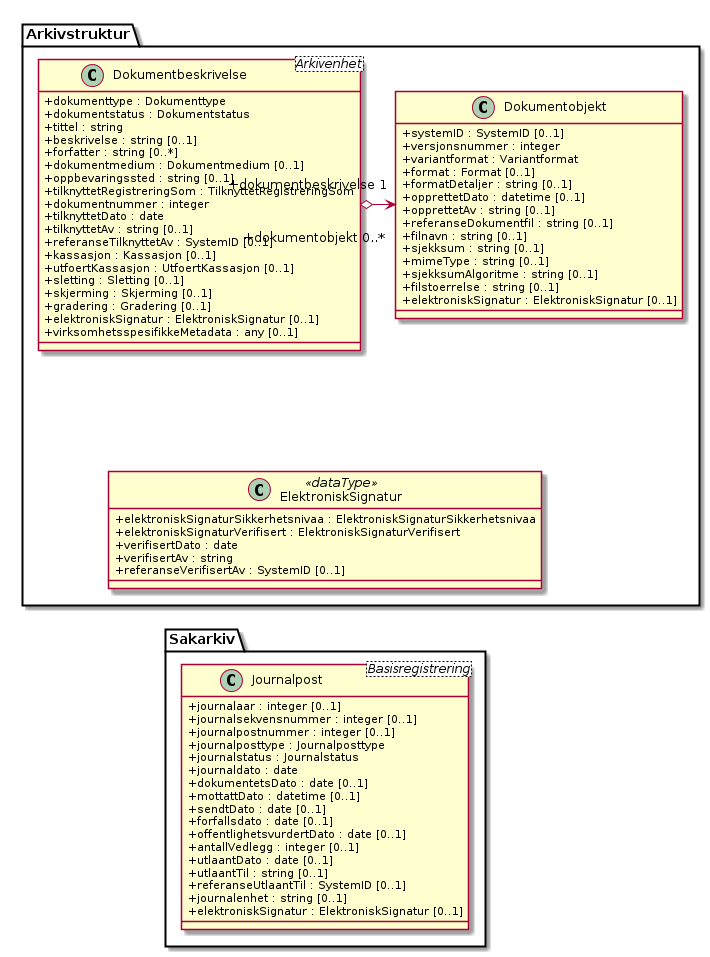 Arkivstruktur
Arkivenhet
C Dokumentbeskrivelse
+dokumenttype : Dokumenttype
+dokumentstatus : Dokumentstatus
+tittel : string
+beskrivelse : string [0..1]
+forfatter : string [0..*]
+dokumentmedium : Dokumentmedium [0..1]
+oppbevaringssted : string [0..1]
+tilknyttetRegistreringSom : TilknyttetRegistreringSom
+dokumentnummer : integer
+tilknyttetDato : date
+tilknyttetAv : string [0..1]
+referanseTilknyttetAv : SystemID [0..1]
+kassasjon : Kassasjon [0..1]
+utfoertKassasjon : UtfoertKassasjon [0..1]
+sletting : Sletting [0..1]
+skjerming : Skjerming [0..1]
+gradering : Gradering [0..1]
+elektroniskSignatur : ElektroniskSignatur [0..1]
+virksomhetsspesifikkeMetadata : any [0..1]
+dokumentbeskrivelse 1
+dokumentobjekt 0..*
C Dokumentobjekt
+systemID : SystemID [0..1]
+versjonsnummer : integer
+variantformat : Variantformat
+format : Format [0..1]
+formatDetaljer : string [0..1]
+opprettetDato : datetime [0..1]
+opprettetAv : string [0..1]
+referanseDokumentfil : string [0..1]
+filnavn : string [0..1]
+sjekksum : string [0..1]
+mimeType : string [0..1]
+sjekksumAlgoritme : string [0..1]
+filstoerrelse : string [0..1]
+elektroniskSignatur : ElektroniskSignatur [0..1]
«dataType»
C ElektroniskSignatur
+elektroniskSignaturSikkerhetsnivaa : ElektroniskSignaturSikkerhetsnivaa
+elektroniskSignaturVerifisert : ElektroniskSignaturVerifisert
+verifisertDato : date
+verifisertAv : string
+referanseVerifisertAv : SystemID [0..1]
Sakarkiv
Basisregistrering
C Journalpost
+journalaar : integer [0..1]
+journalsekvensnummer : integer [0..1]
+journalpostnummer : integer [0..1]
+journalposttype : Journalposttype
+journalstatus : Journalstatus
+journaldato : date
+dokumentetsDato : date [0..1]
+mottattDato : datetime [0..1]
+sendtDato : date [0..1]
+forfallsdato : date [0..1]
+offentlighetsvurdertDato : date [0..1]
+antallVedlegg : integer [0..1]
+utlaantDato : date [0..1]
+utlaantTil : string [0..1]
+referanseUtlaantTil : SystemID [0..1]
+journalenhet : string [0..1]
+elektroniskSignatur : ElektroniskSignatur [0..1]